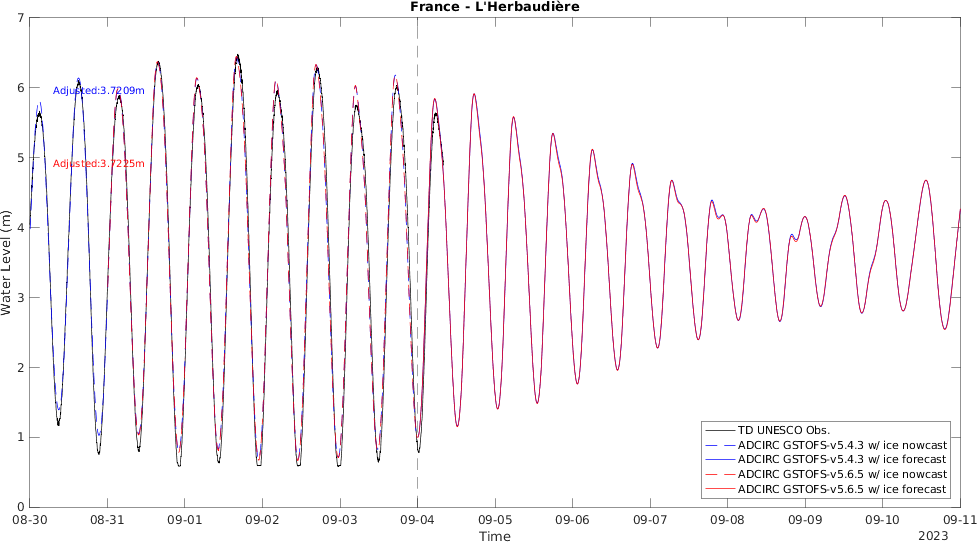 France - L'Herbaudière
7
6
5
4
3
2
1
0
Water Level (m)
Adjusted:3.7209m
Adjusted:3.7225m
TD UNESCO Obs.
ADCIRC GSTOFS-v5.4.3 w/ ice nowcast
ADCIRC GSTOFS-v5.4.3 w/ ice forecast
ADCIRC GSTOFS-v5.6.5 w/ ice nowcast
ADCIRC GSTOFS-v5.6.5 w/ ice forecast
08-30 08-31 09-01 09-02 09-03 09-04 09-05 09-06 09-07 09-08 09-09 09-10 09-11
Time
2023